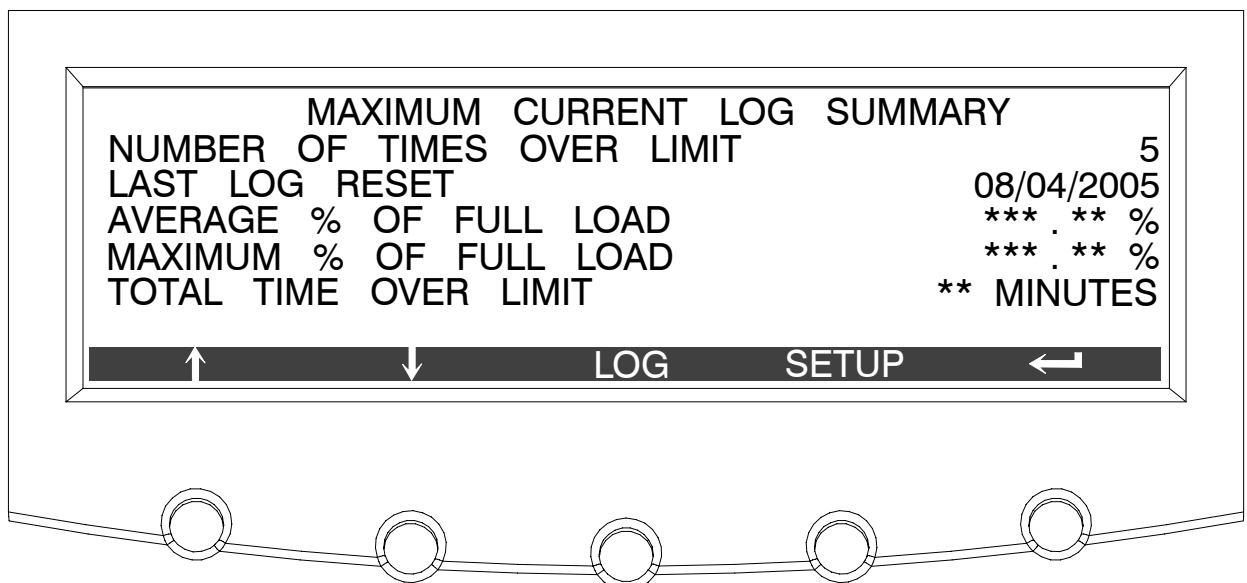 MAXIMUM CURRENT LOG SUMMARY
NUMBER OF TIMES OVER LIMIT 5
LAST LOG RESET 08/04/2005
AVERAGE % OF FULL LOAD ***.** %
MAXIMUM % OF FULL LOAD ***.** %
TOTAL TIME OVER LIMIT ** MINUTES
↑ ↓ LOG SETUP ↵